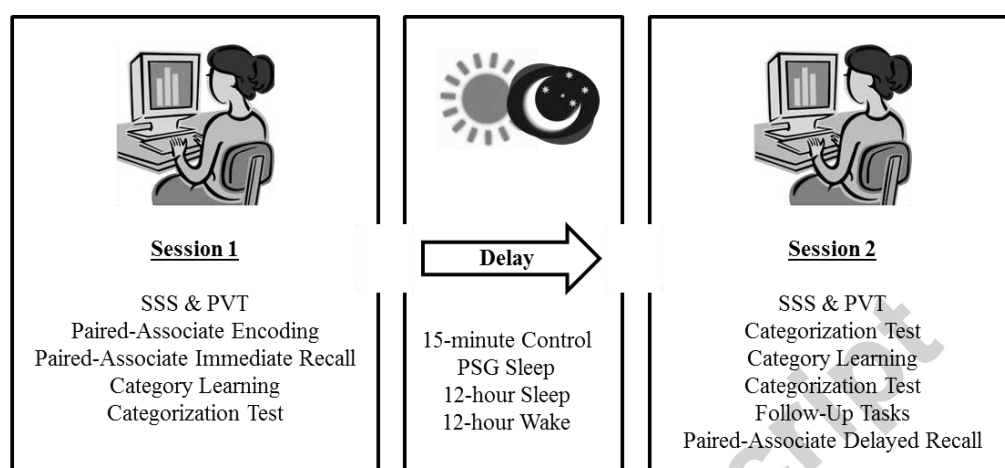 Session 1
SSS & PVT
Paired-Associate Encoding
Paired-Associate Immediate Recall
Category Learning
Categorization Test
Delay
15-minute Control
PSG Sleep
12-hour Sleep
12-hour Wake
Session 2
SSS & PVT
Categorization Test
Category Learning
Categorization Test
Follow-Up Tasks
Paired-Associate Delayed Recall
script